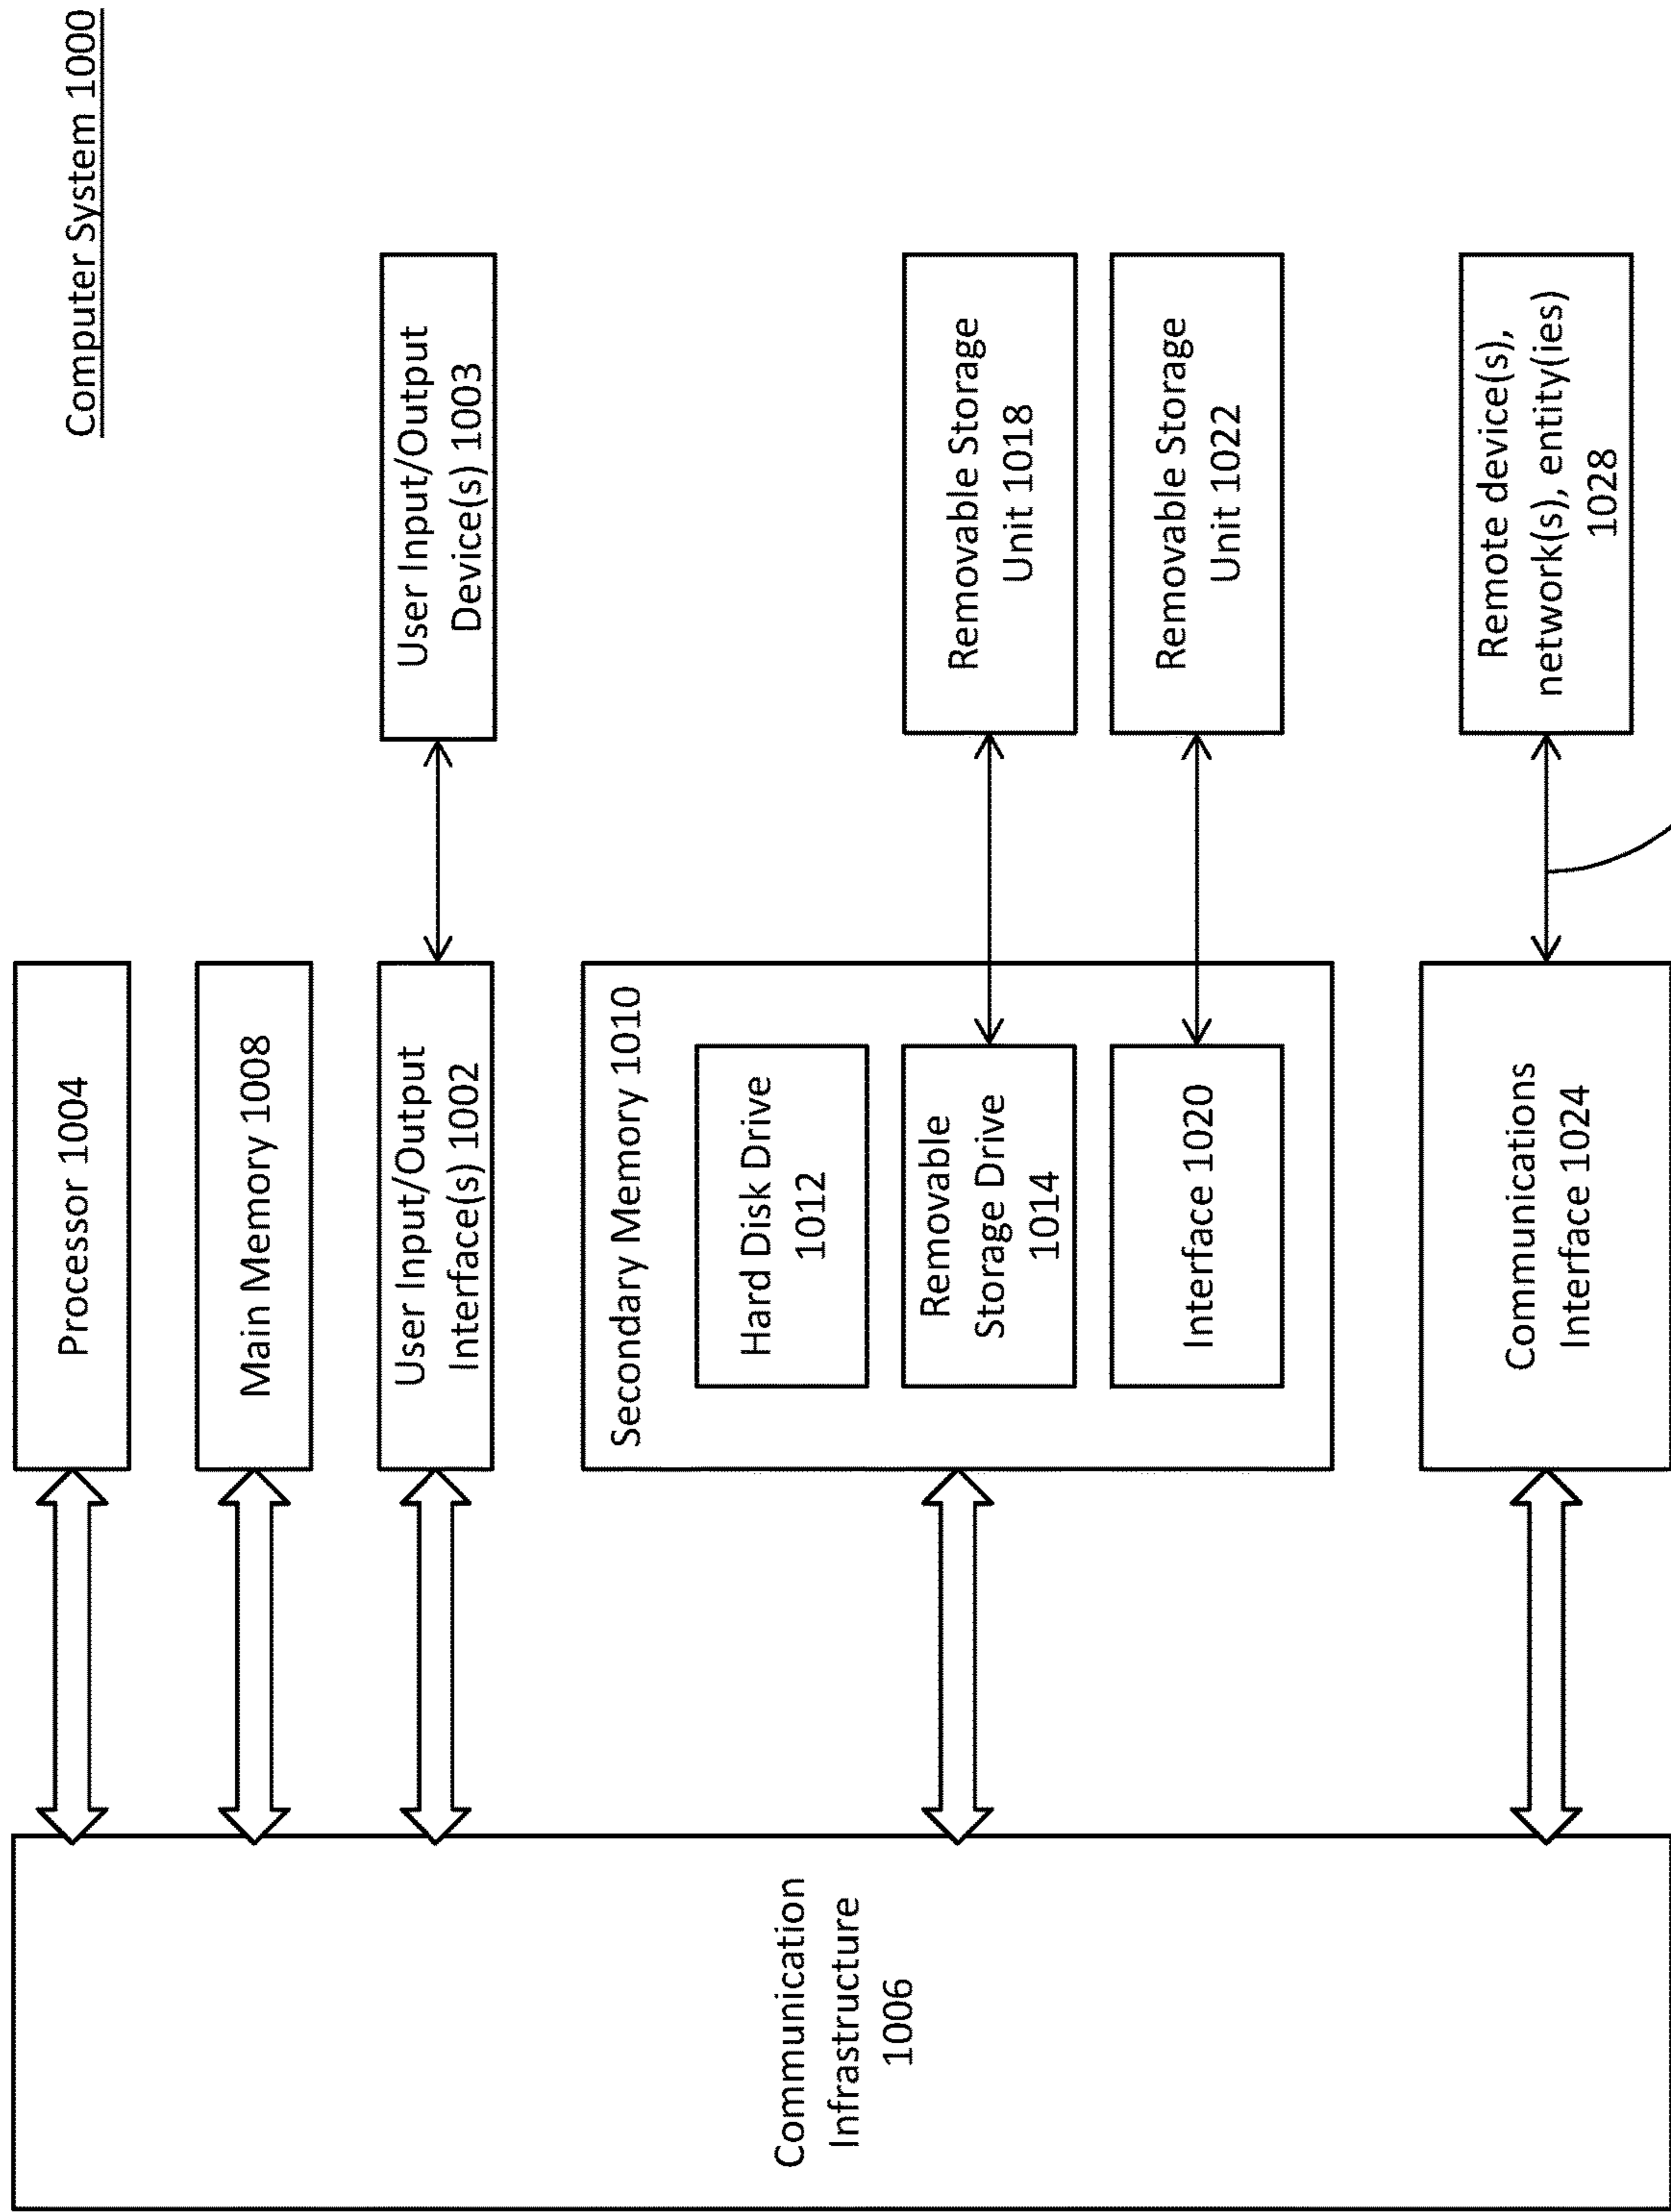 Computer System 1000
Processor 1004
Main Memory 1008
User Input/Output
Interface(s) 1002
User Input/Output
Device(s) 1003
Secondary Memory 1010
Hard Disk Drive
1012
Removable
Storage Drive
1014
Removable Storage
Unit 1018
Interface 1020
Removable Storage
Unit 1022
Communications
Interface 1024
Remote device(s),
network(s), entity(ies)
1028
Communication
Infrastructure
1006